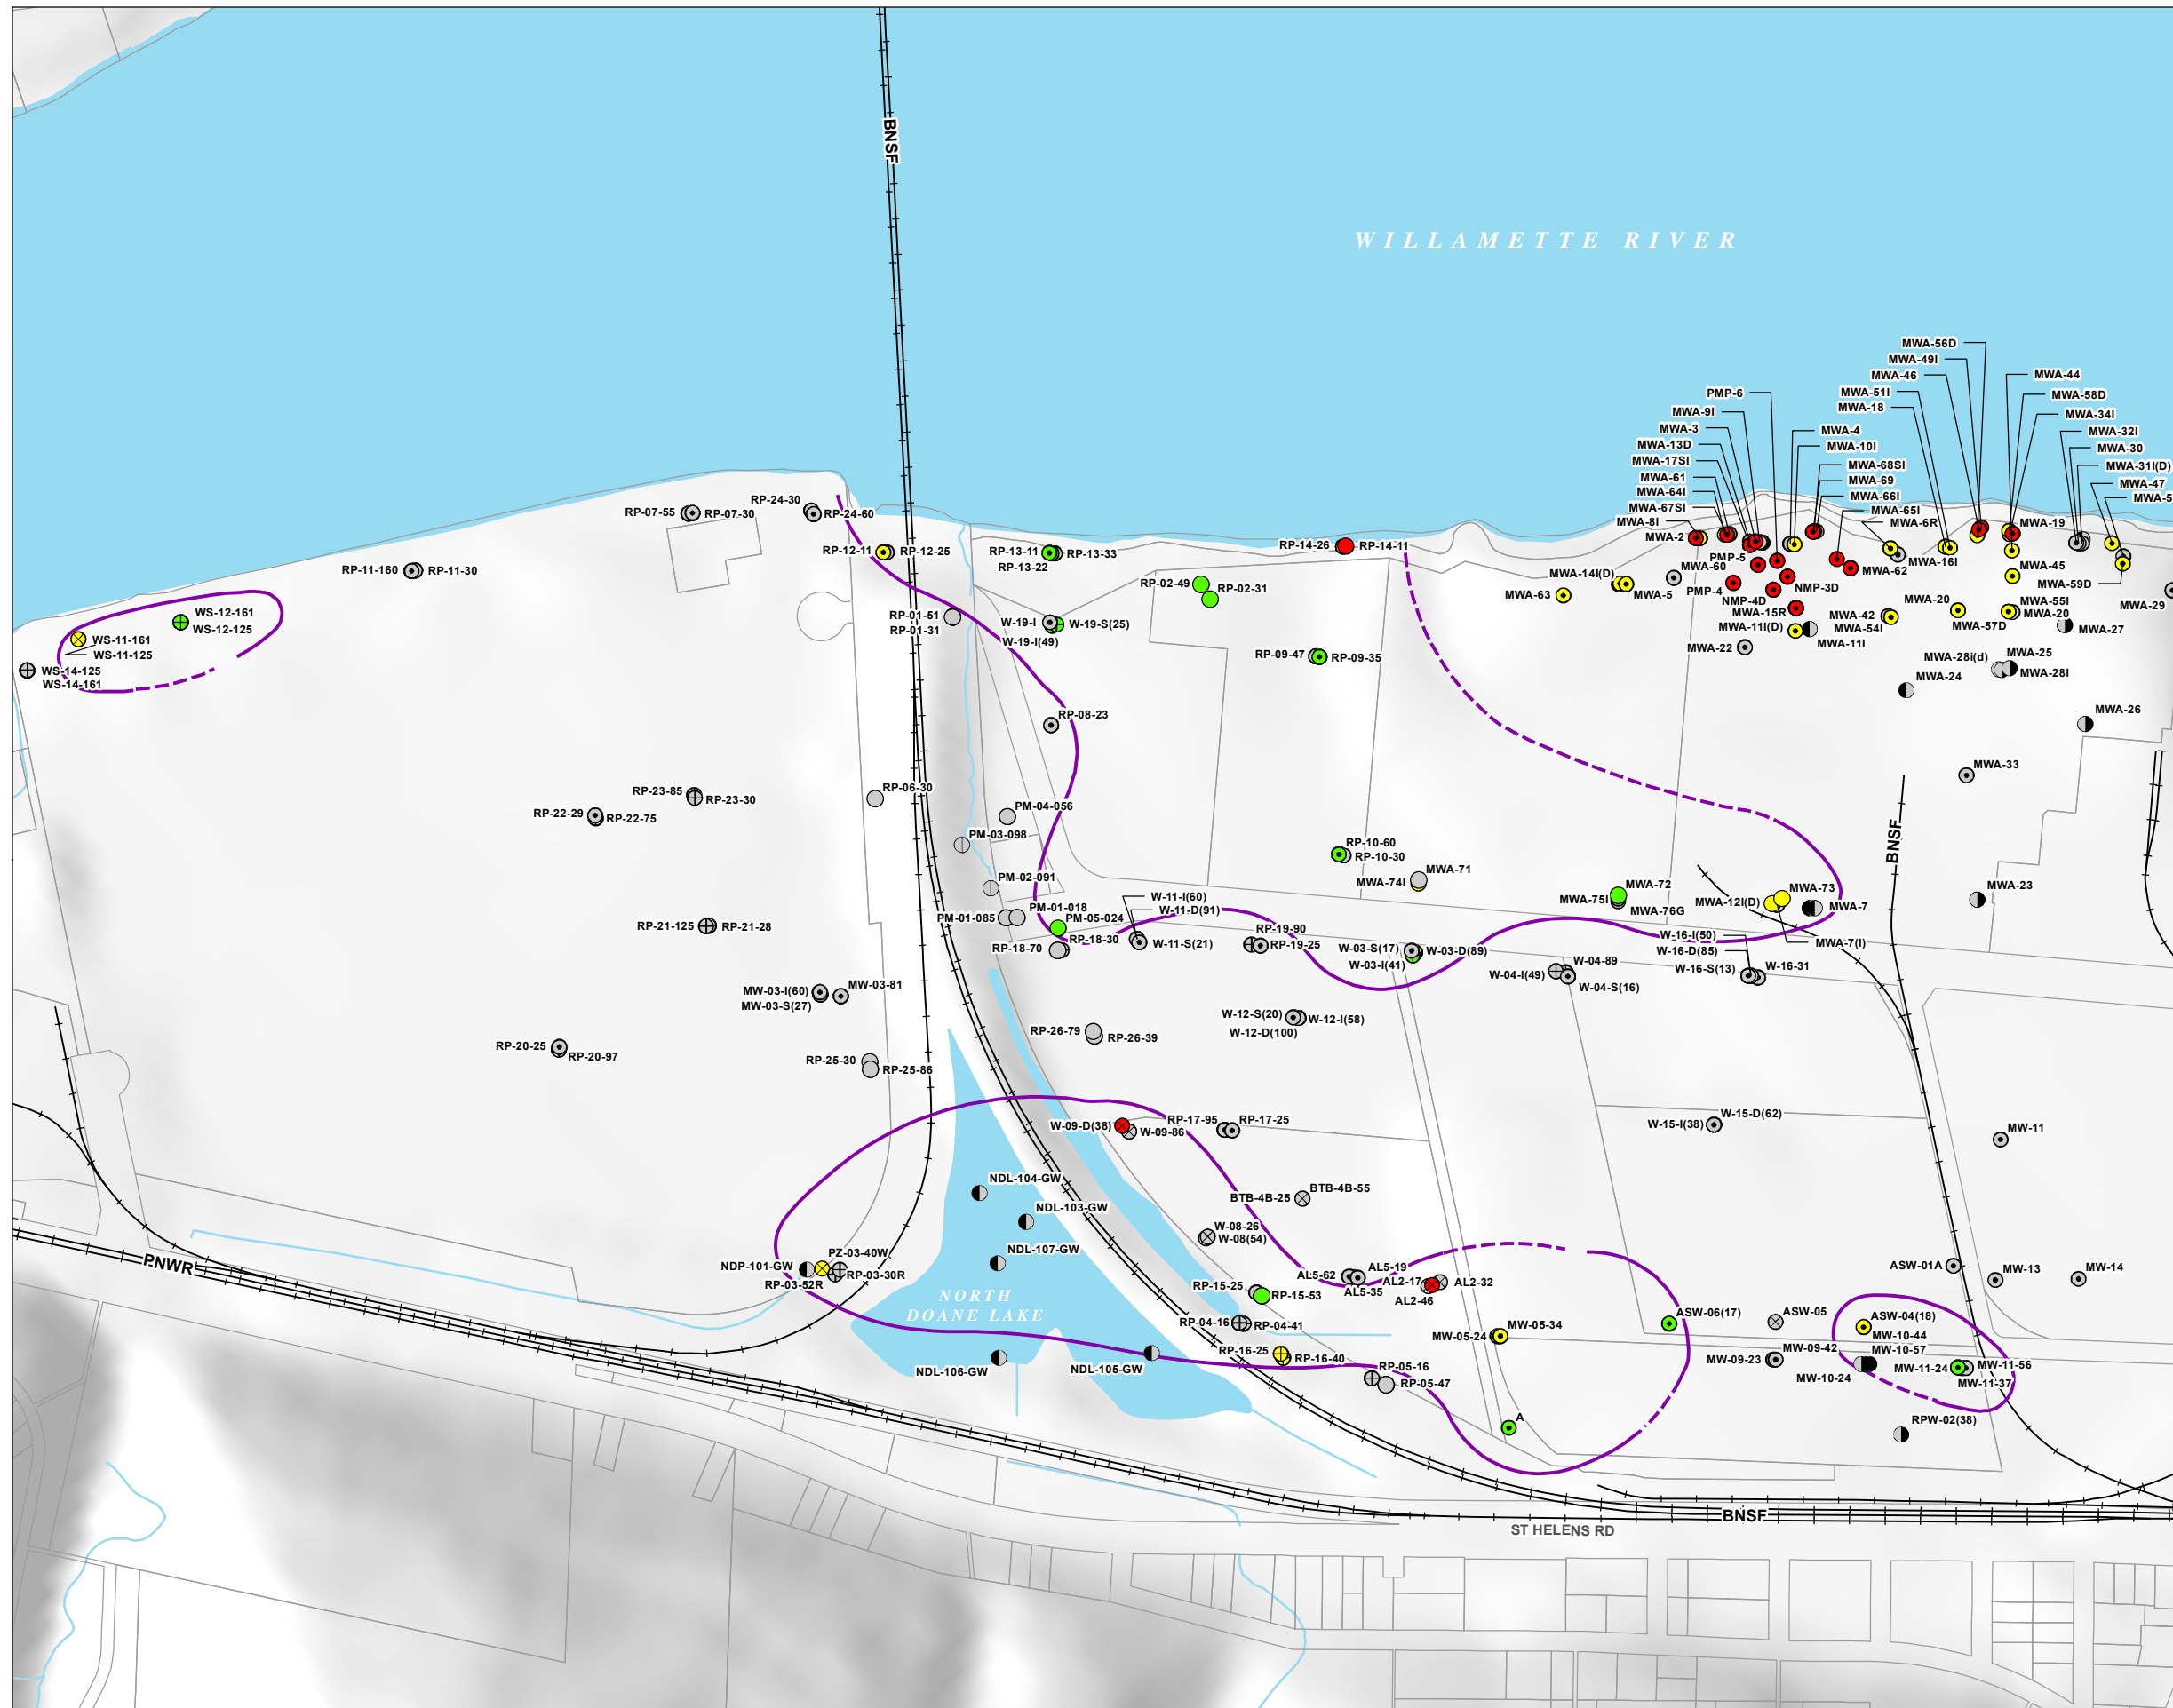 BNSF
WILLAMETTE RIVER
MWA-56D
MWA-49I
MWA-46
MWA-44
PMP-6
MWA-51I
MWA-58D
MWA-9I
MWA-18
MWA-34I
MWA-3
MWA-4
MWA-32I
MWA-13D
MWA-10I
MWA-30
MWA-17SI
MWA-68SI
MWA-31I(D)
MWA-61
MWA-69
MWA-47
MWA-64I
MWA-66I
MWA-5
RP-24-30
MWA-67SI
MWA-65I
RP-07-55
RP-07-30
RP-24-60
MWA-8I
MWA-6R
MWA-19
MWA-2
RP-12-11
RP-12-25
RP-13-11
RP-13-33
RP-14-26
RP-14-11
PMP-5
MWA-16I
RP-13-22
MWA-60
MWA-62
RP-11-160
RP-11-30
MWA-14I(D)
MWA-45
RP-02-49
RP-02-31
MWA-63
MWA-5
PMP-4
NMP-3D
MWA-59D
NMP-4D
MWA-20
MWA-55I
MWA-29
WS-12-161
RP-01-51
MWA-15R
MWA-42
MWA-20
WS-12-125
RP-01-31
W-19-I
W-19-S(25)
MWA-11I(D)
MWA-54I
MWA-57D
MWA-27
WS-11-161
W-19-I(49)
MWA-11I
WS-11-125
RP-09-47
RP-09-35
MWA-22
MWA-28i(d)
MWA-25
WS-14-125
MWA-24
MWA-28I
WS-14-161
RP-08-23
MWA-26
MWA-33
RP-23-85
RP-23-30
RP-06-30
RP-22-29
RP-22-75
PM-04-056
PM-03-098
RP-10-60
RP-10-30
BNSF
PM-02-091
MWA-71
MWA-74I
MWA-72
MWA-73
MWA-23
W-11-I(60)
MWA-75I
MWA-12I(D)
PM-01-018
W-11-D(91)
MWA-76G
MWA-7
PM-01-085
PM-05-024
RP-21-125
RP-21-28
RP-19-90
RP-18-30
W-11-S(21)
RP-19-25
W-16-I(50)
MWA-7(I)
RP-18-70
W-03-S(17)
W-03-D(89)
W-16-D(85)
W-03-I(41)
W-04-89
W-16-S(13)
W-16-31
W-04-I(49)
W-04-S(16)
MW-03-I(60)
MW-03-81
MW-03-S(27)
W-12-S(20)
W-12-I(58)
RP-26-79
RP-26-39
W-12-D(100)
RP-20-25
RP-20-97
RP-25-30
RP-25-86
W-09-D(38)
W-09-86
RP-17-95
RP-17-25
W-15-D(62)
W-15-I(38)
MW-11
NDL-104-GW
BTB-4B-25
BTB-4B-55
NDL-103-GW
W-08-26
W-08(54)
PNWR
NDL-107-GW
PZ-03-40W
NDP-101-GW
RP-03-30R
RP-03-52R
AL5-62
AL5-19
AL5-35
AL2-17
AL2-32
AL2-46
ASW-01A
MW-13
MW-14
RP-15-25
RP-15-53
NORTH
DOANE LAKE
RP-04-16
RP-04-41
ASW-06(17)
ASW-05
ASW-04(18)
MW-05-24
MW-05-34
MW-10-44
RP-16-25
RP-16-40
MW-09-42
MW-10-57
NDL-105-GW
NDL-106-GW
RP-05-16
RP-05-47
MW-09-23
MW-10-24
MW-11-24
MW-11-56
MW-11-37
A
RPW-02(38)
BNSF
ST HELENS RD